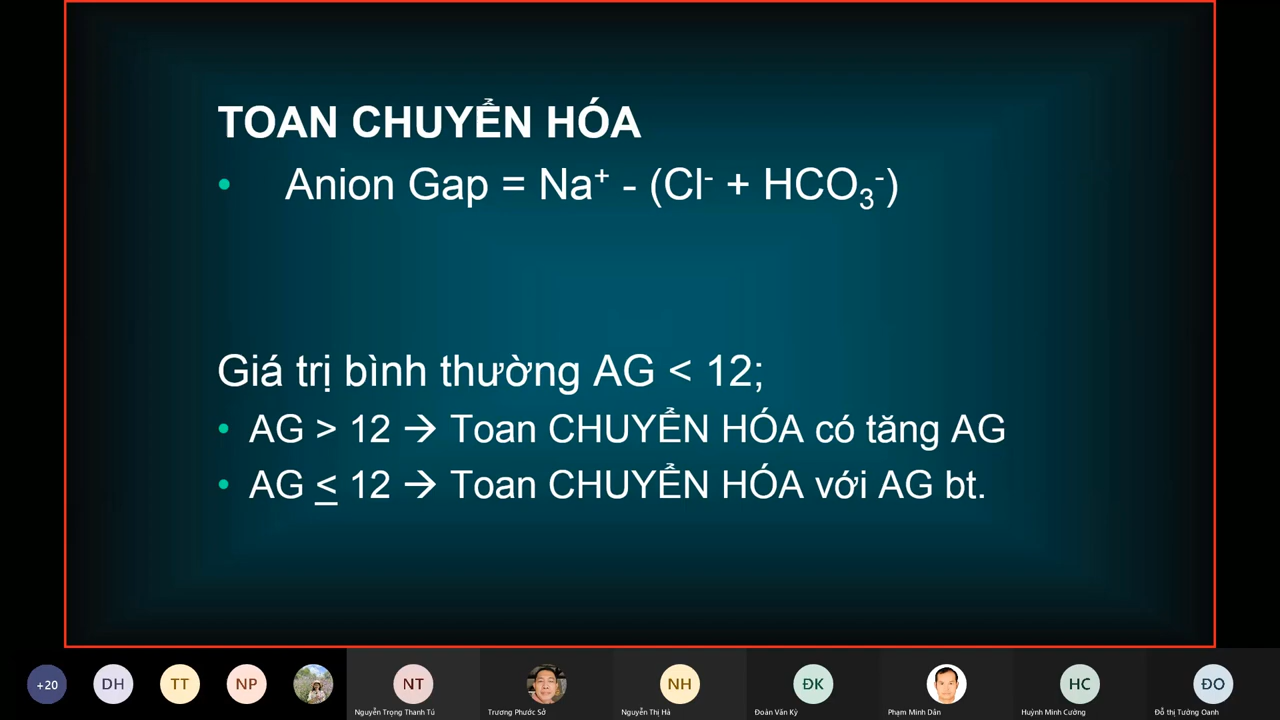 TOAN CHUYỂN HÓA
• Anion Gap = Na⁺ - (Cl⁻ + HCO₃⁻)
Giá trị bình thường AG < 12;
• AG > 12 → Toan CHUYỂN HÓA có tăng AG
• AG ≤ 12 → Toan CHUYỂN HÓA với AG bt.
+20 DH TT NP NT NH ĐK HC ĐO
Nguyễn Trọng Thanh Tú Trương Phước Sở Nguyễn Thị Hà Đoàn Văn Kỳ Phạm Minh Dân Huỳnh Minh Cường Đỗ thị Tường Oanh